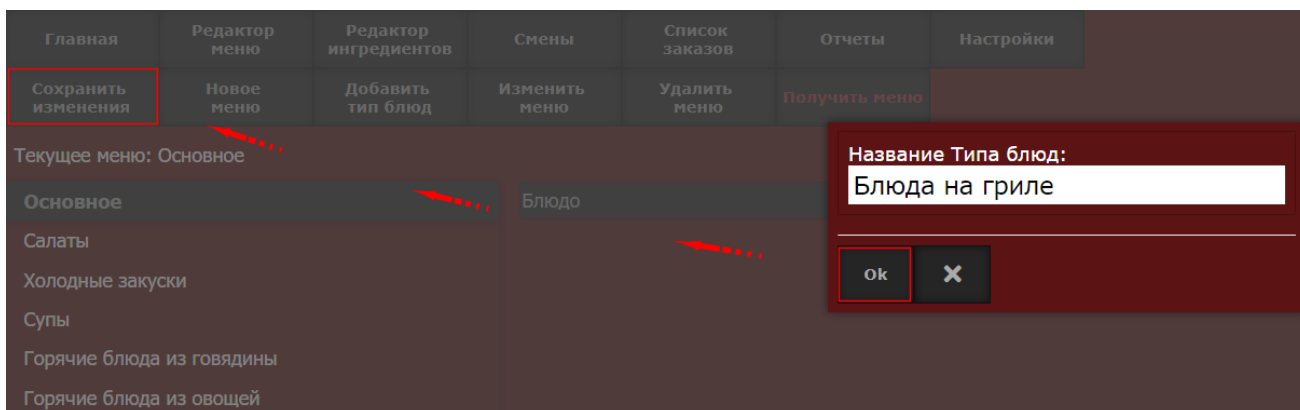 Главная
Редактор
меню
Редактор
ингредиентов
Смены
Список
заказов
Отчеты
Настройки
Сохранить
изменения
Новое
меню
Добавить
тип блюд
Изменить
меню
Удалить
меню
Получить меню
Текущее меню: Основное
Основное
Блюдо
Салаты
Холодные закуски
Супы
Горячие блюда из говядины
Горячие блюда из овощей
Название Типа блюд:
Блюда на гриле
Ok